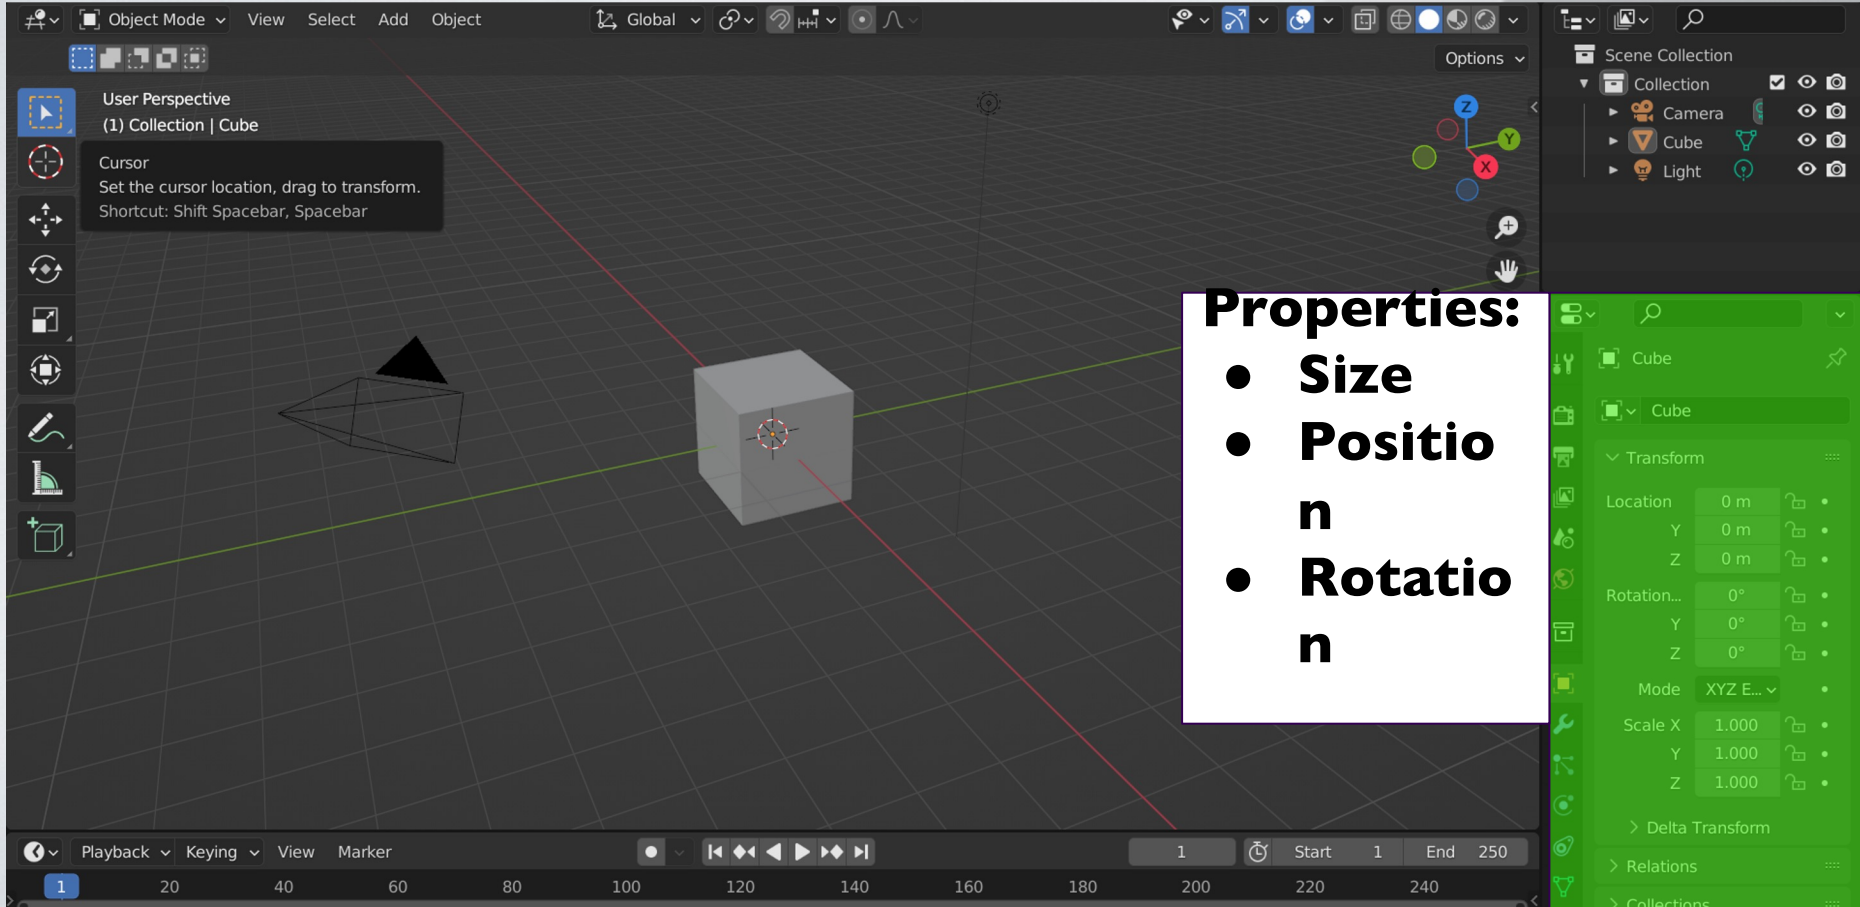 Object Mode View Select Add Object Global
Options
User Perspective
(1) Collection | Cube
Cursor
Set the cursor location, drag to transform.
Shortcut: Shift Spacebar, Spacebar
Z
Y
X
Scene Collection
Collection
Camera
Cube
Light
Properties:
● Size
● Positio
n
● Rotatio
n
Cube
Cube
Transform
Location 0 m
Y 0 m
Z 0 m
Rotation... 0°
Y 0°
Z 0°
Mode XYZ E...
Scale X 1.000
Y 1.000
Z 1.000
Delta Transform
Relations
Collections
Playback Keying View Marker 1 Start 1 End 250
1 20 40 60 80 100 120 140 160 180 200 220 240